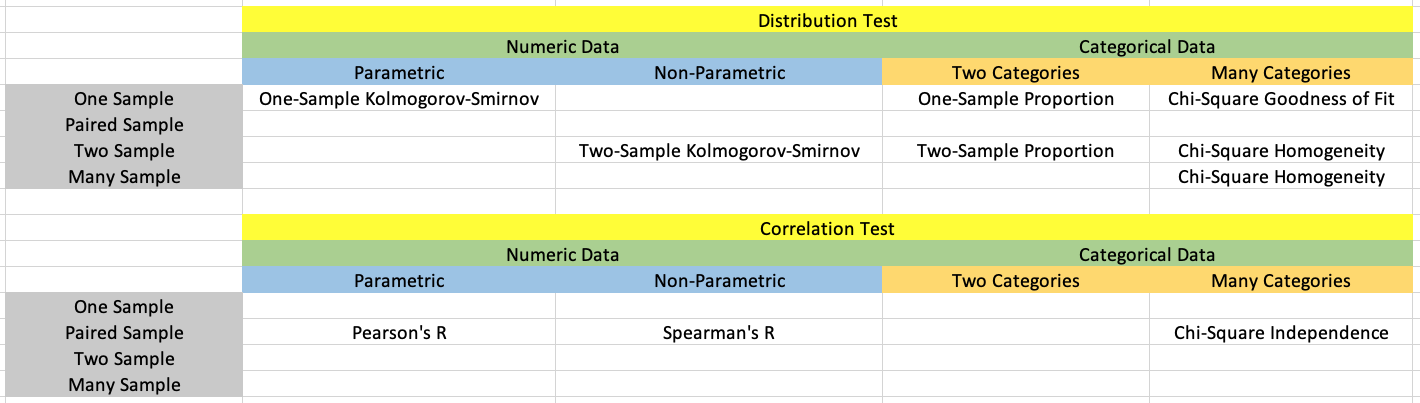 Distribution Test
Numeric Data Categorical Data
Parametric Non-Parametric Two Categories Many Categories
One Sample One-Sample Kolmogorov-Smirnov One-Sample Proportion Chi-Square Goodness of Fit
Paired Sample
Two Sample Two-Sample Kolmogorov-Smirnov Two-Sample Proportion Chi-Square Homogeneity
Many Sample Chi-Square Homogeneity
Correlation Test
Numeric Data Categorical Data
Parametric Non-Parametric Two Categories Many Categories
One Sample
Paired Sample Pearson's R Spearman's R Chi-Square Independence
Two Sample
Many Sample